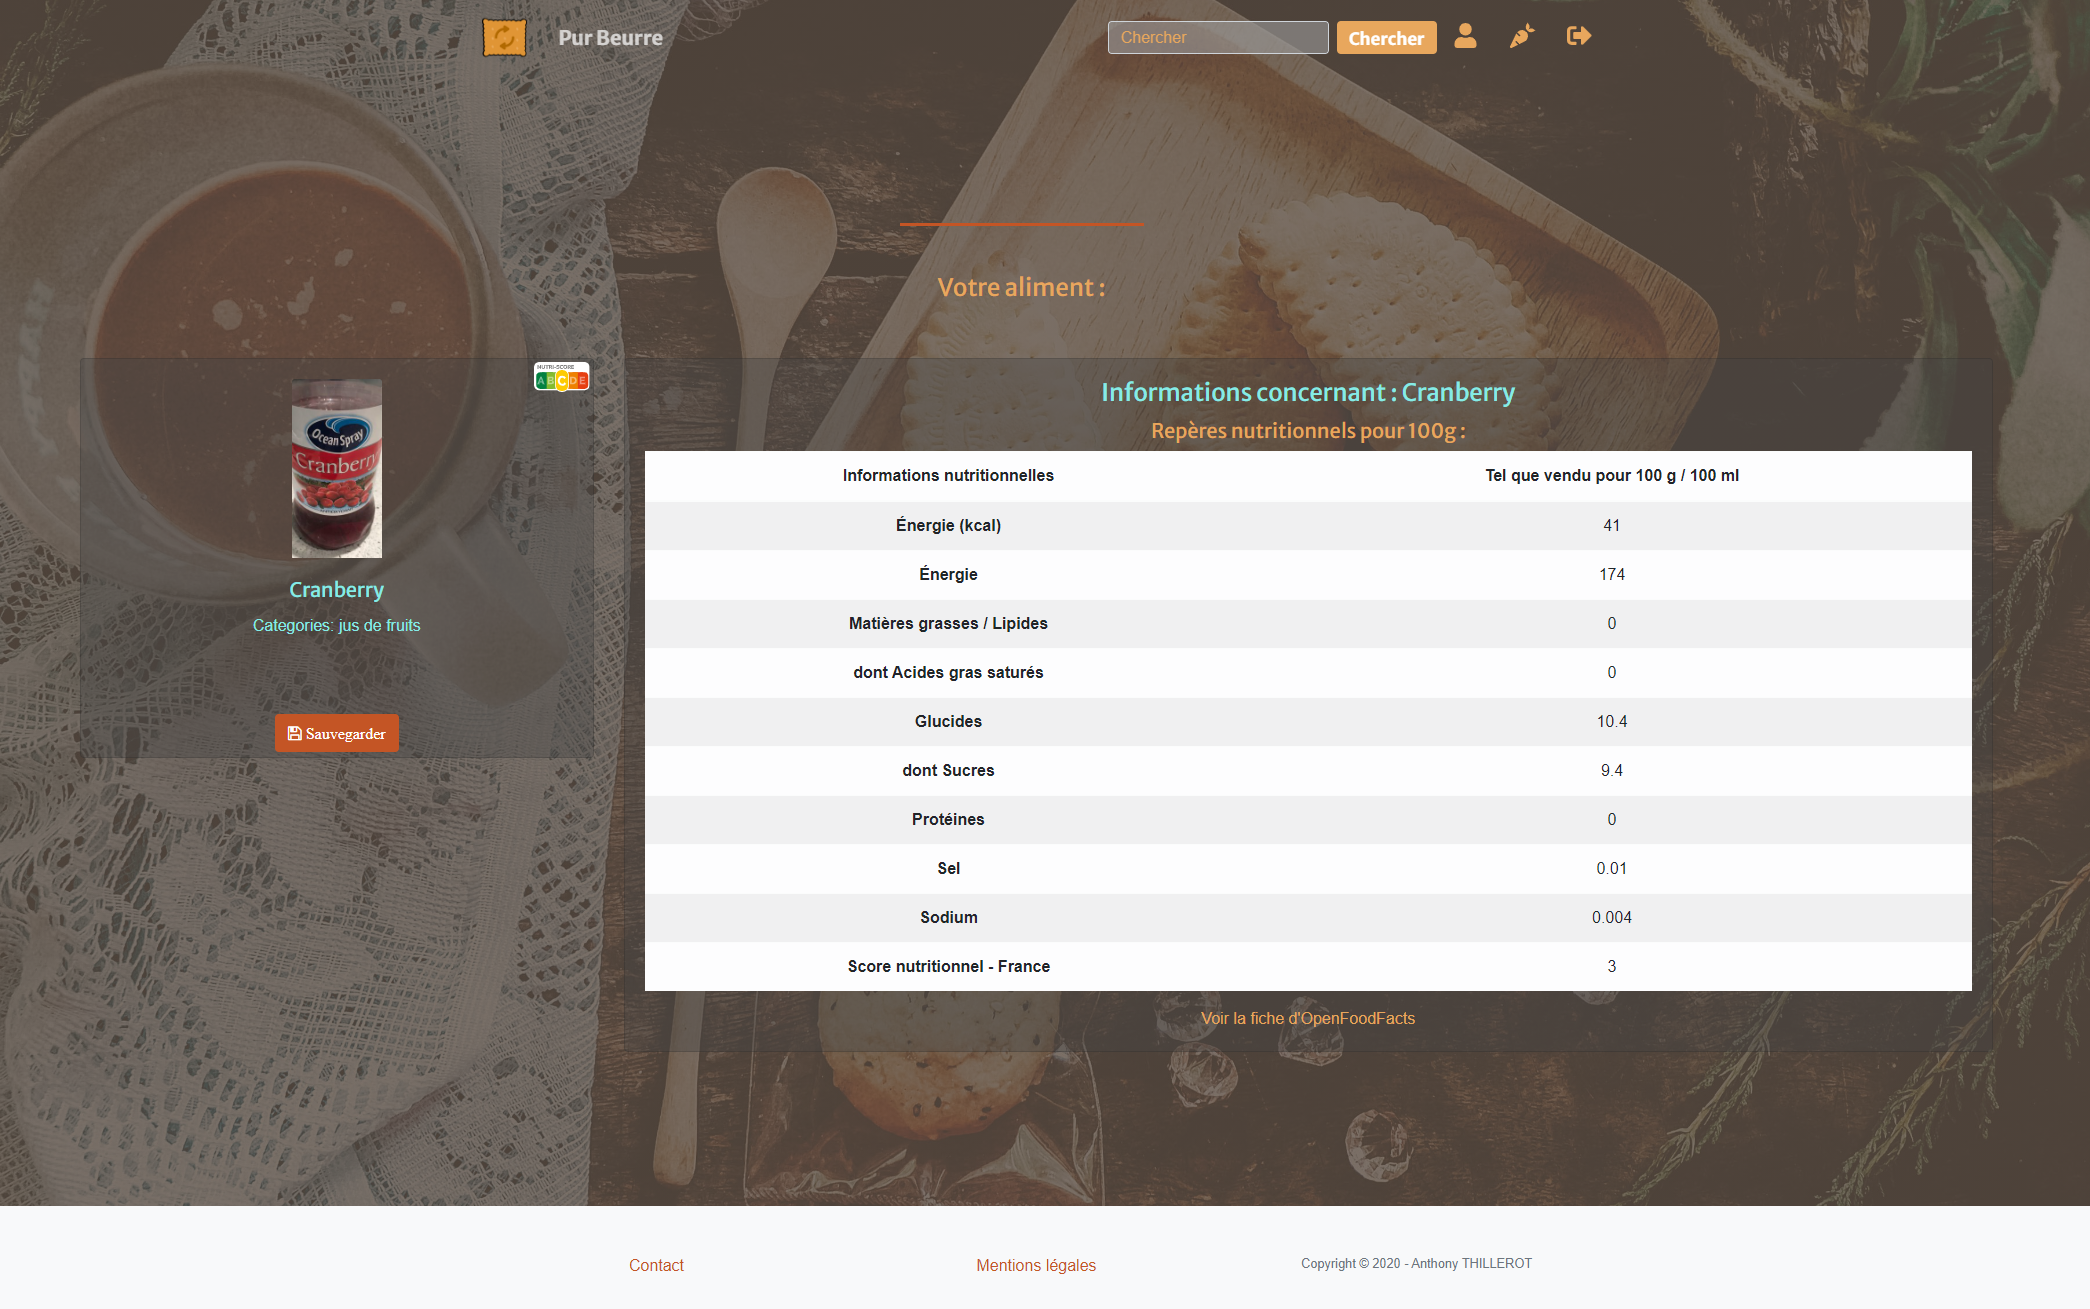 Pur Beurre
Chercher
Chercher
Votre aliment :
NUTRI-SCORE
A B C D E
Ocean Spray
Cranberry
Cranberry
Categories: jus de fruits
Sauvegarder
Informations concernant : Cranberry
Repères nutritionnels pour 100g :
Informations nutritionnelles Tel que vendu pour 100 g / 100 ml
Énergie (kcal) 41
Énergie 174
Matières grasses / Lipides 0
dont Acides gras saturés 0
Glucides 10.4
dont Sucres 9.4
Protéines 0
Sel 0.01
Sodium 0.004
Score nutritionnel - France 3
Voir la fiche d'OpenFoodFacts
Contact
Mentions légales
Copyright © 2020 - Anthony THILLEROT